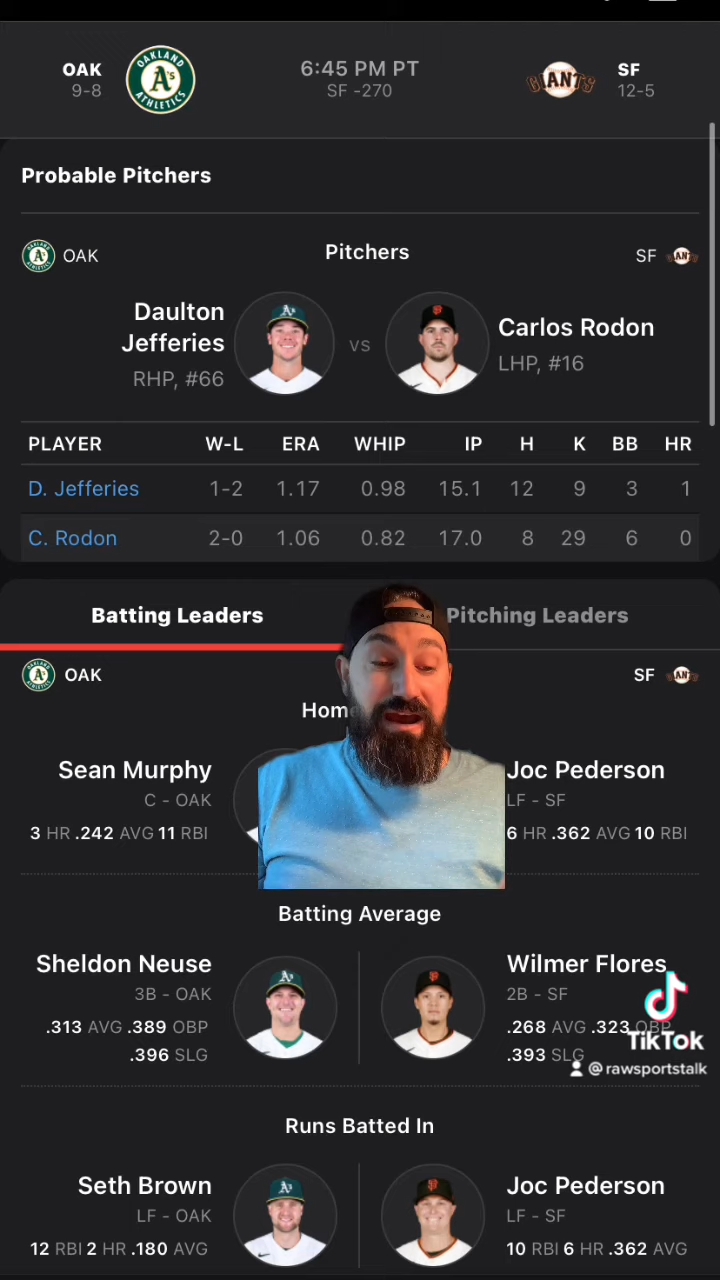 OAK
9-8
OAKLAND
A's
ATHLETICS
6:45 PM PT
SF -270
GIANTS
SF
12-5
Probable Pitchers
OAK
Pitchers
SF
Daulton
Jefferies
RHP, #66
VS
Carlos Rodon
LHP, #16
PLAYER W-L ERA WHIP IP H K BB HR
D. Jefferies 1-2 1.17 0.98 15.1 12 9 3 1
C. Rodon 2-0 1.06 0.82 17.0 8 29 6 0
Batting Leaders
Pitching Leaders
OAK
SF
Home
Sean Murphy
C - OAK
3 HR .242 AVG 11 RBI
Joc Pederson
LF - SF
6 HR .362 AVG 10 RBI
Batting Average
Sheldon Neuse
3B - OAK
.313 AVG .389 OBP
.396 SLG
Wilmer Flores
2B - SF
.268 AVG .323 OBP
.393 SLG
TikTok
@rawsportstalk
Runs Batted In
Seth Brown
LF - OAK
12 RBI 2 HR .180 AVG
Joc Pederson
LF - SF
10 RBI 6 HR .362 AVG